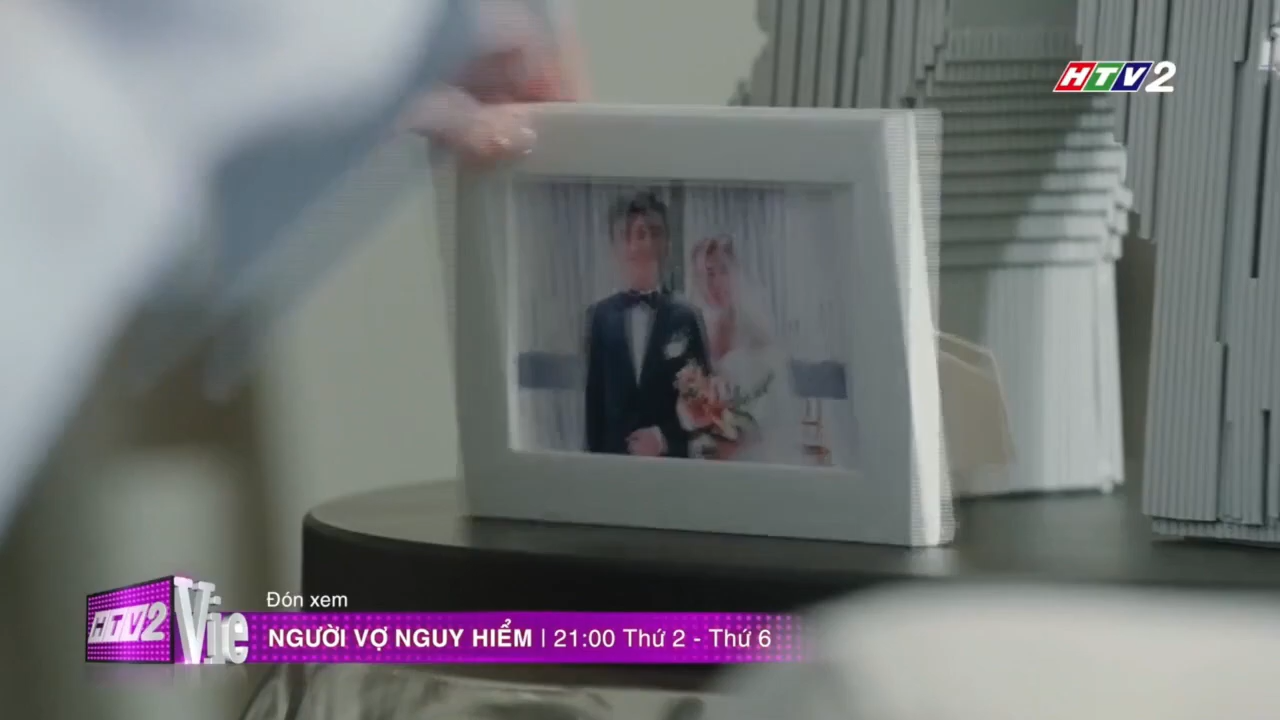 HTV2
HTV2 Vie
Đón xem
NGƯỜI VỢ NGUY HIỂM | 21:00 Thứ 2 - Thứ 6